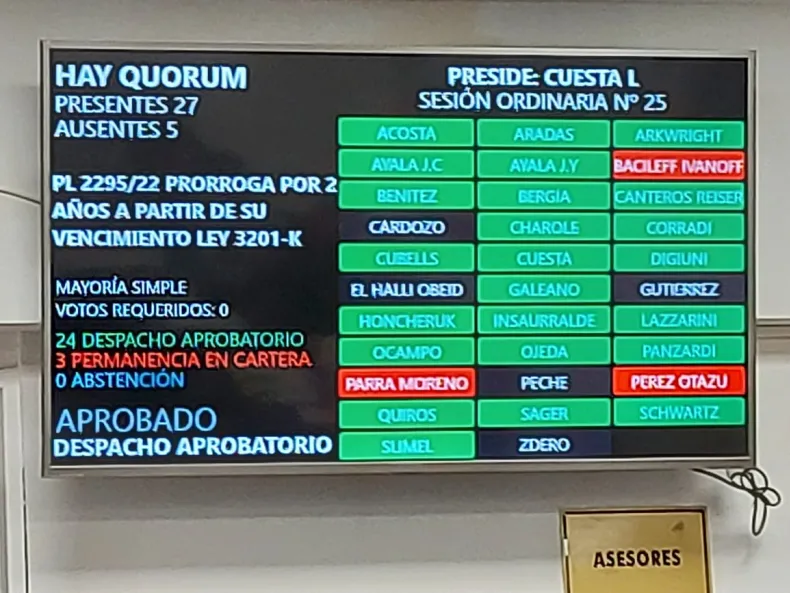 HAY QUORUM
PRESENTES 27
AUSENTES 5
PL 2295/22 PRORROGA POR 2
AÑOS A PARTIR DE SU
VENCIMIENTO LEY 3201-K
MAYORÍA SIMPLE
VOTOS REQUERIDOS: 0
24 DESPACHO APROBATORIO
3 PERMANENCIA EN CARTERA
0 ABSTENCIÓN
APROBADO
DESPACHO APROBATORIO
PRESIDE: CUESTA L
SESIÓN ORDINARIA Nº 25
ACOSTA ARADAS ARKWRIGHT
AYALA J.C AYALA J.Y BACILEFF IVANOFF
BENITEZ BERGIA CANTEROS REISER
CARDOZO CHAROLE CORRADI
CUBELLS CUESTA DIGIUNI
EL HALLI OBEID GALEANO GUTIERREZ
HONCHERUK INSAURRALDE LAZZARINI
OCAMPO OJEDA PANZARDI
PARRA MORENO PECHE PEREZ OTAZU
QUIROS SAGER SCHWARTZ
SLIMEL ZDERO
ASESORES